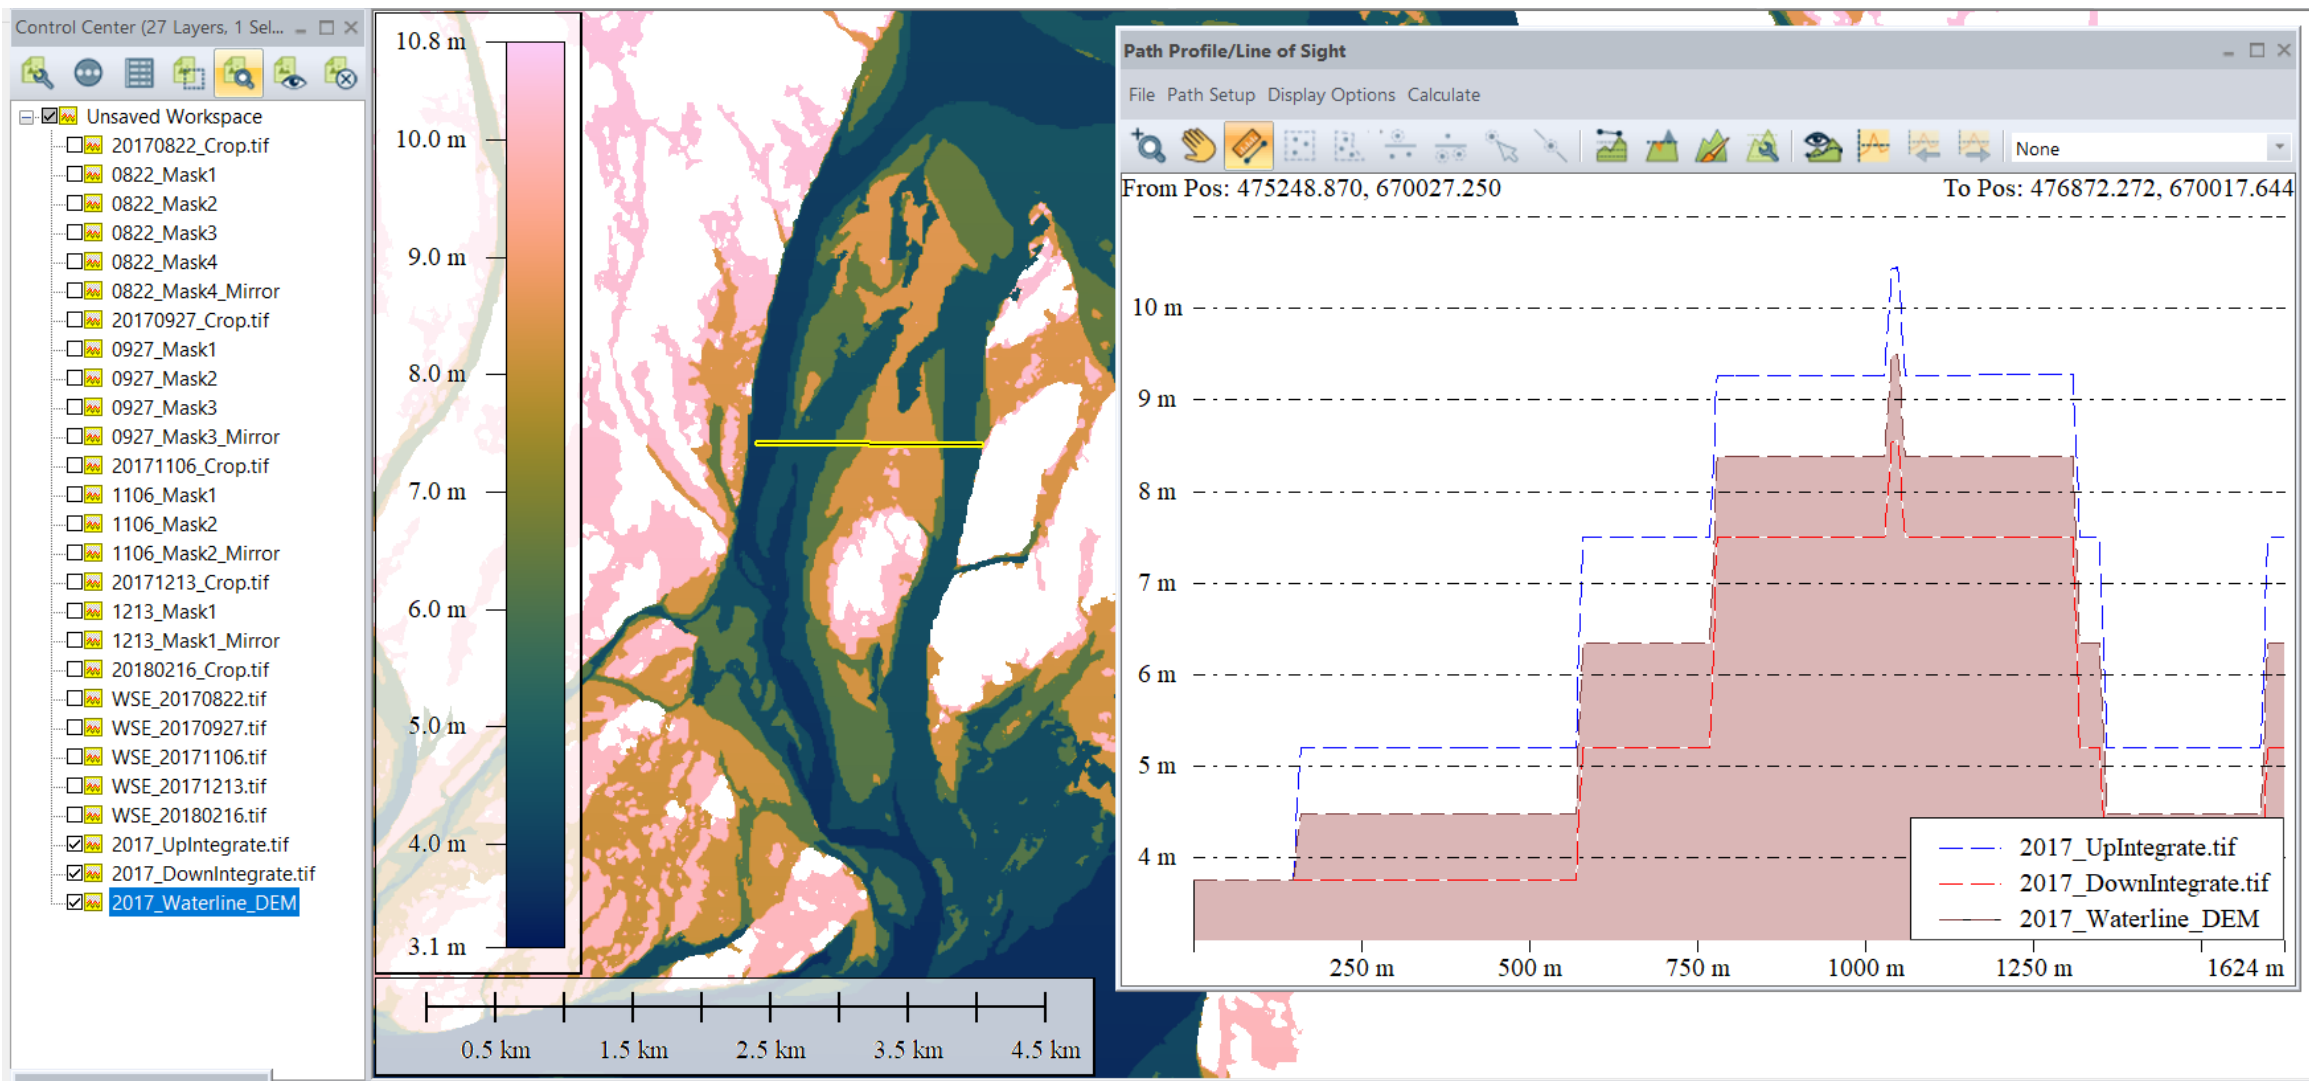 Control Center (27 Layers, 1 Sel...
Unsaved Workspace
20170822_Crop.tif
0822_Mask1
0822_Mask2
0822_Mask3
0822_Mask4
0822_Mask4_Mirror
20170927_Crop.tif
0927_Mask1
0927_Mask2
0927_Mask3
0927_Mask3_Mirror
20171106_Crop.tif
1106_Mask1
1106_Mask2
1106_Mask2_Mirror
20171213_Crop.tif
1213_Mask1
1213_Mask1_Mirror
20180216_Crop.tif
WSE_20170822.tif
WSE_20170927.tif
WSE_20171106.tif
WSE_20171213.tif
WSE_20180216.tif
2017_UpIntegrate.tif
2017_DownIntegrate.tif
2017_Waterline_DEM
10.8 m
10.0 m
9.0 m
8.0 m
7.0 m
6.0 m
5.0 m
4.0 m
3.1 m
0.5 km 1.5 km 2.5 km 3.5 km 4.5 km
Path Profile/Line of Sight
File Path Setup Display Options Calculate
None
From Pos: 475248.870, 670027.250 To Pos: 476872.272, 670017.644
10 m
9 m
8 m
7 m
6 m
5 m
4 m
2017_UpIntegrate.tif
2017_DownIntegrate.tif
2017_Waterline_DEM
250 m 500 m 750 m 1000 m 1250 m 1624 m